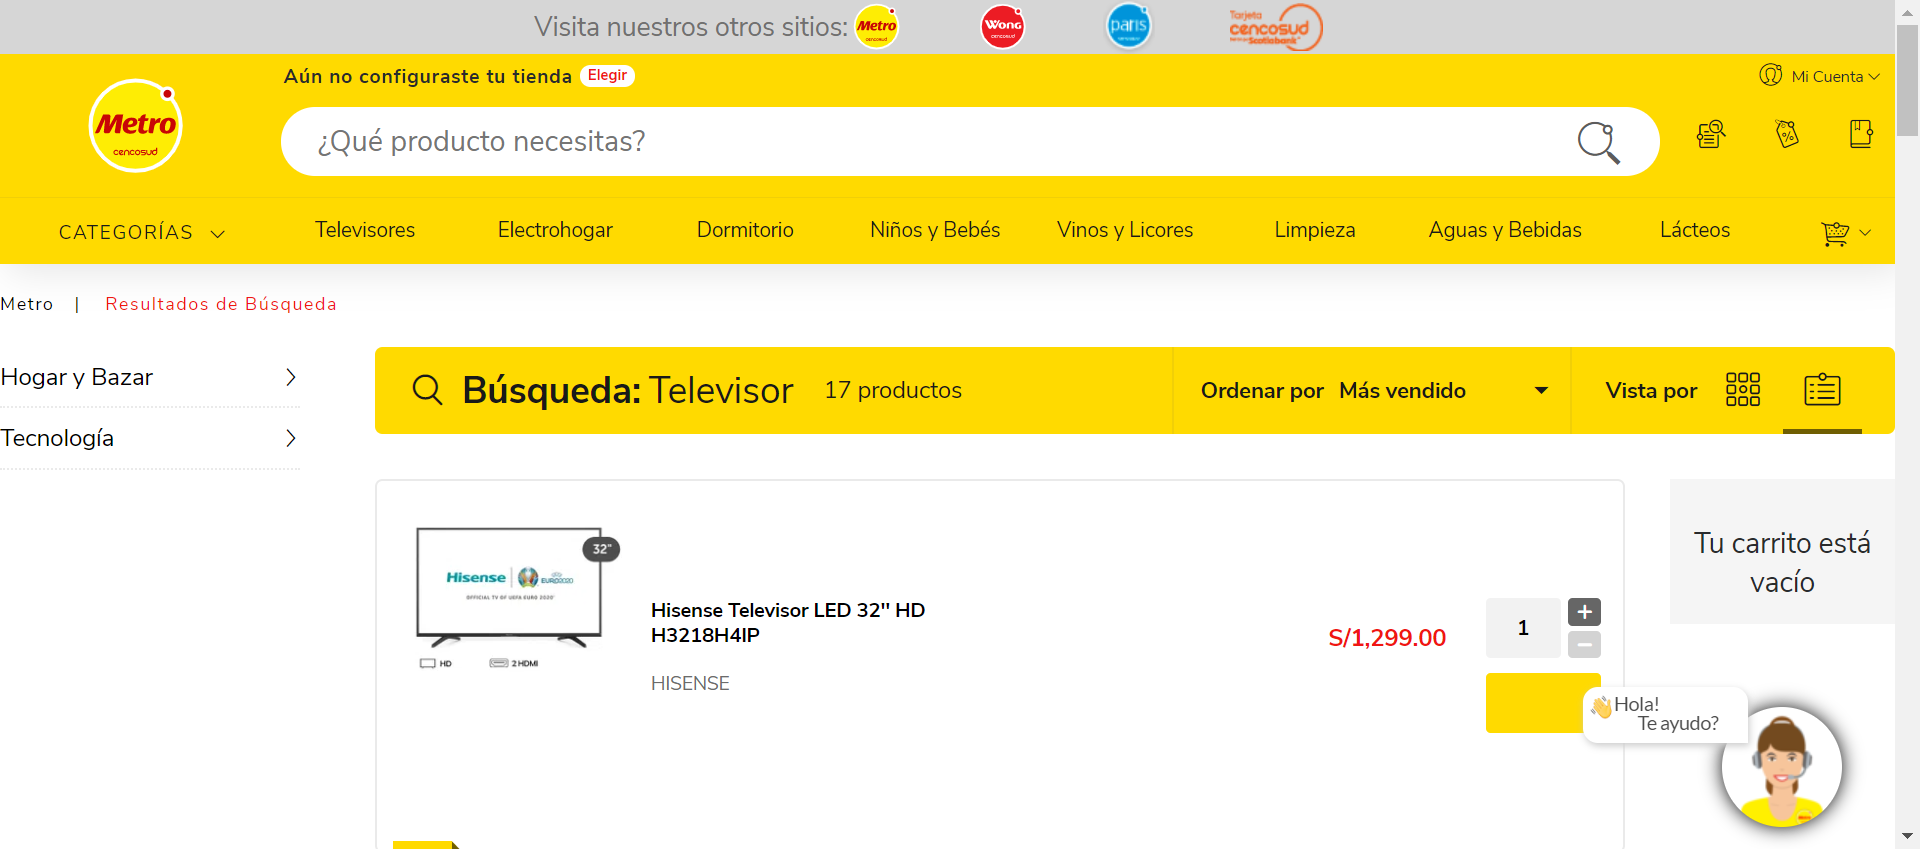 Visita nuestros otros sitios:
Metro
cencosud
Wong
cencosud
paris
Tarjeta
cencosud
Scotiabank
Aún no configuraste tu tienda Elegir
Mi Cuenta
Metro
cencosud
¿Qué producto necesitas?
CATEGORÍAS
Televisores
Electrohogar
Dormitorio
Niños y Bebés
Vinos y Licores
Limpieza
Aguas y Bebidas
Lácteos
Metro | Resultados de Búsqueda
Hogar y Bazar
Tecnología
Búsqueda: Televisor 17 productos
Ordenar por Más vendido
Vista por
32"
Hisense
EURO2020
OFFICIAL TV OF UEFA EURO 2020
HD
2 HDMI
Hisense Televisor LED 32" HD
H3218H4IP
HISENSE
S/1,299.00
1
+
−
Tu carrito está
vacío
Hola!
Te ayudo?